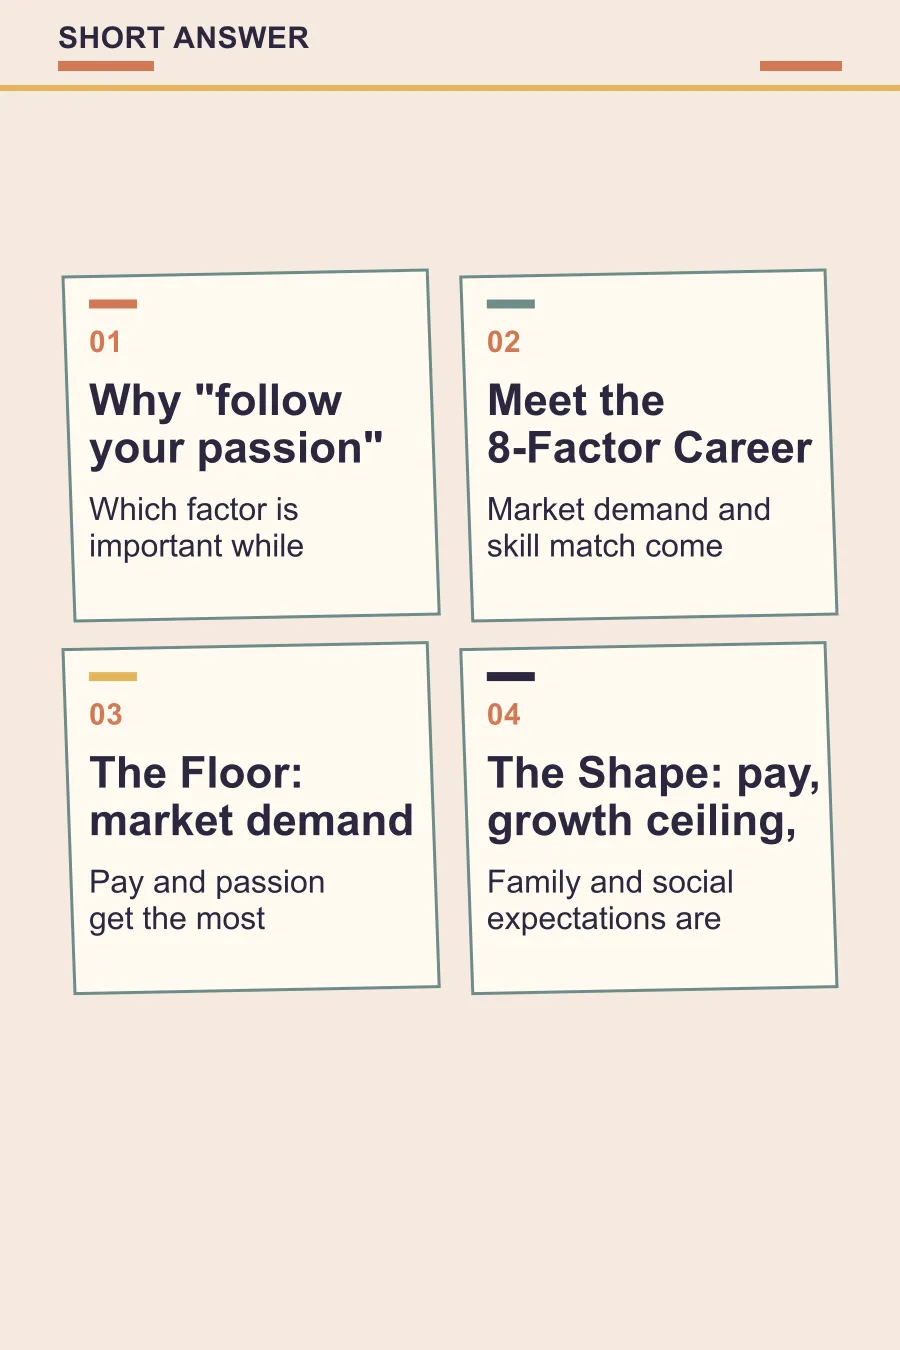 SHORT ANSWER
01
Why "follow
your passion"
Which factor is
important while
02
Meet the
8-Factor Career
Market demand and
skill match come
03
The Floor:
market demand
Pay and passion
get the most
04
The Shape: pay,
growth ceiling,
Family and social
expectations are